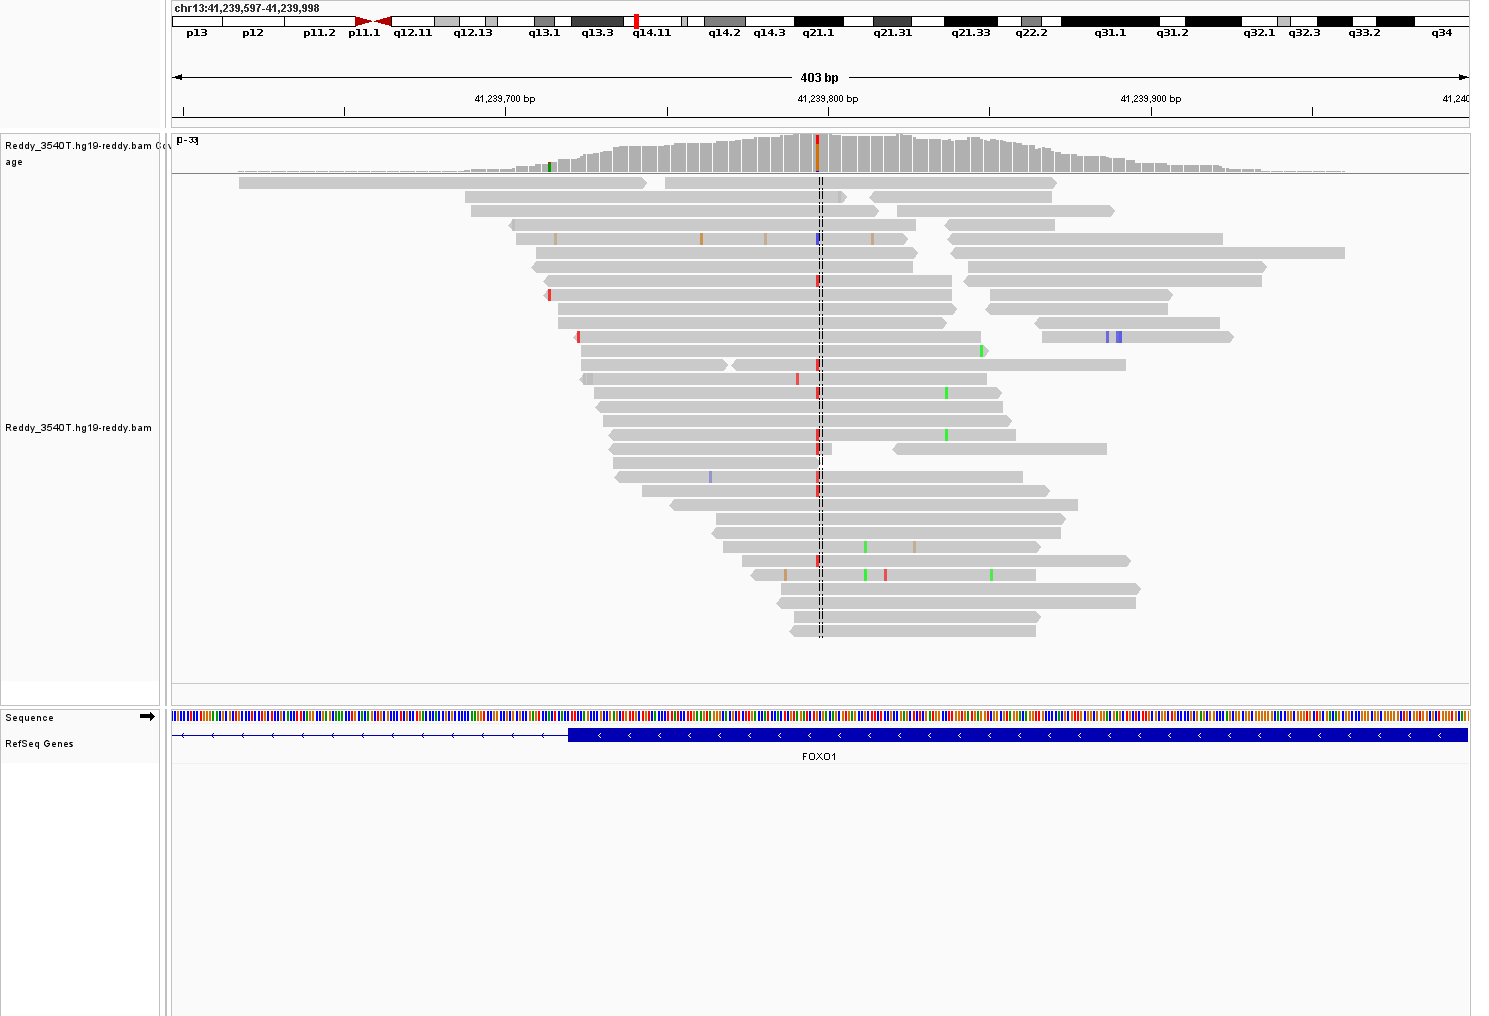 chr13:41,239,597-41,239,998
p13 p12 p11.2 p11.1 q12.11 q12.13 q13.1 q13.3 q14.11 q14.2 q14.3 q21.1 q21.31 q21.33 q22.2 q31.1 q31.2 q32.1 q32.3 q33.2 q34
403 bp
41,239,700 bp 41,239,800 bp 41,239,900 bp 41,240
Reddy_3540T.hg19-reddy.bam Cov
age
[0-33]
Reddy_3540T.hg19-reddy.bam
Sequence
RefSeq Genes
FOXO1